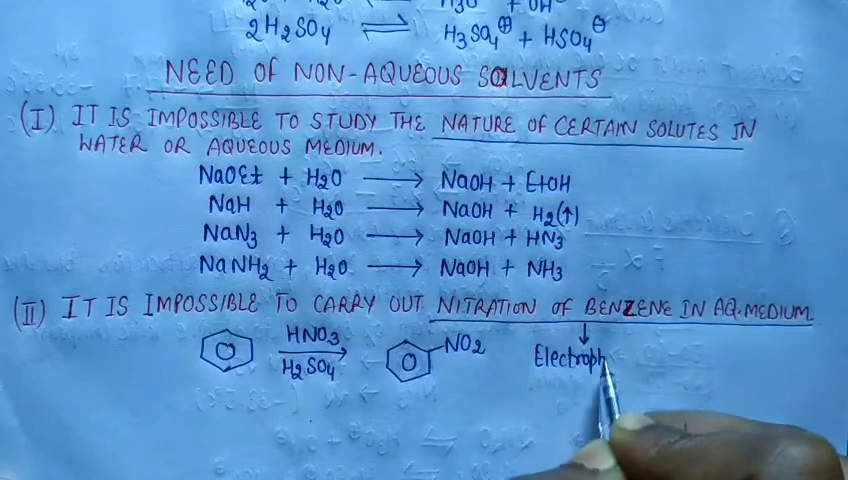 2H₂SO₄ ⇌ H₃SO₄⊕ + HSO₄⊖
NEED OF NON-AQUEOUS SOLVENTS
(I) IT IS IMPOSSIBLE TO STUDY THE NATURE OF CERTAIN SOLUTES IN
WATER OR AQUEOUS MEDIUM.
NaOEt + H₂O ⟶ NaOH + EtOH
NaH + H₂O ⟶ NaOH + H₂(↑)
NaN₃ + H₂O ⟶ NaOH + HN₃
NaNH₂ + H₂O ⟶ NaOH + NH₃
(II) IT IS IMPOSSIBLE TO CARRY OUT NITRATION OF BENZENE IN AQ. MEDIUM.
HNO₃
H₂SO₄
NO₂
↓
Electroph